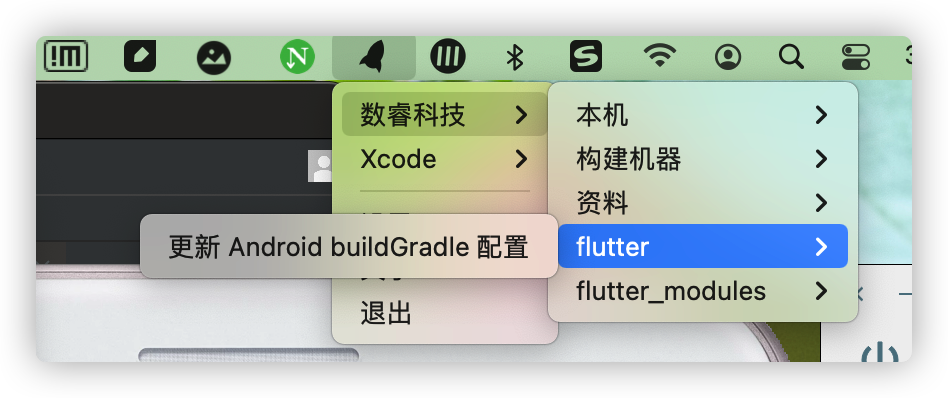 !M
N
S
数睿科技
Xcode
退出
本机
构建机器
资料
flutter
flutter_modules
更新 Android buildGradle 配置